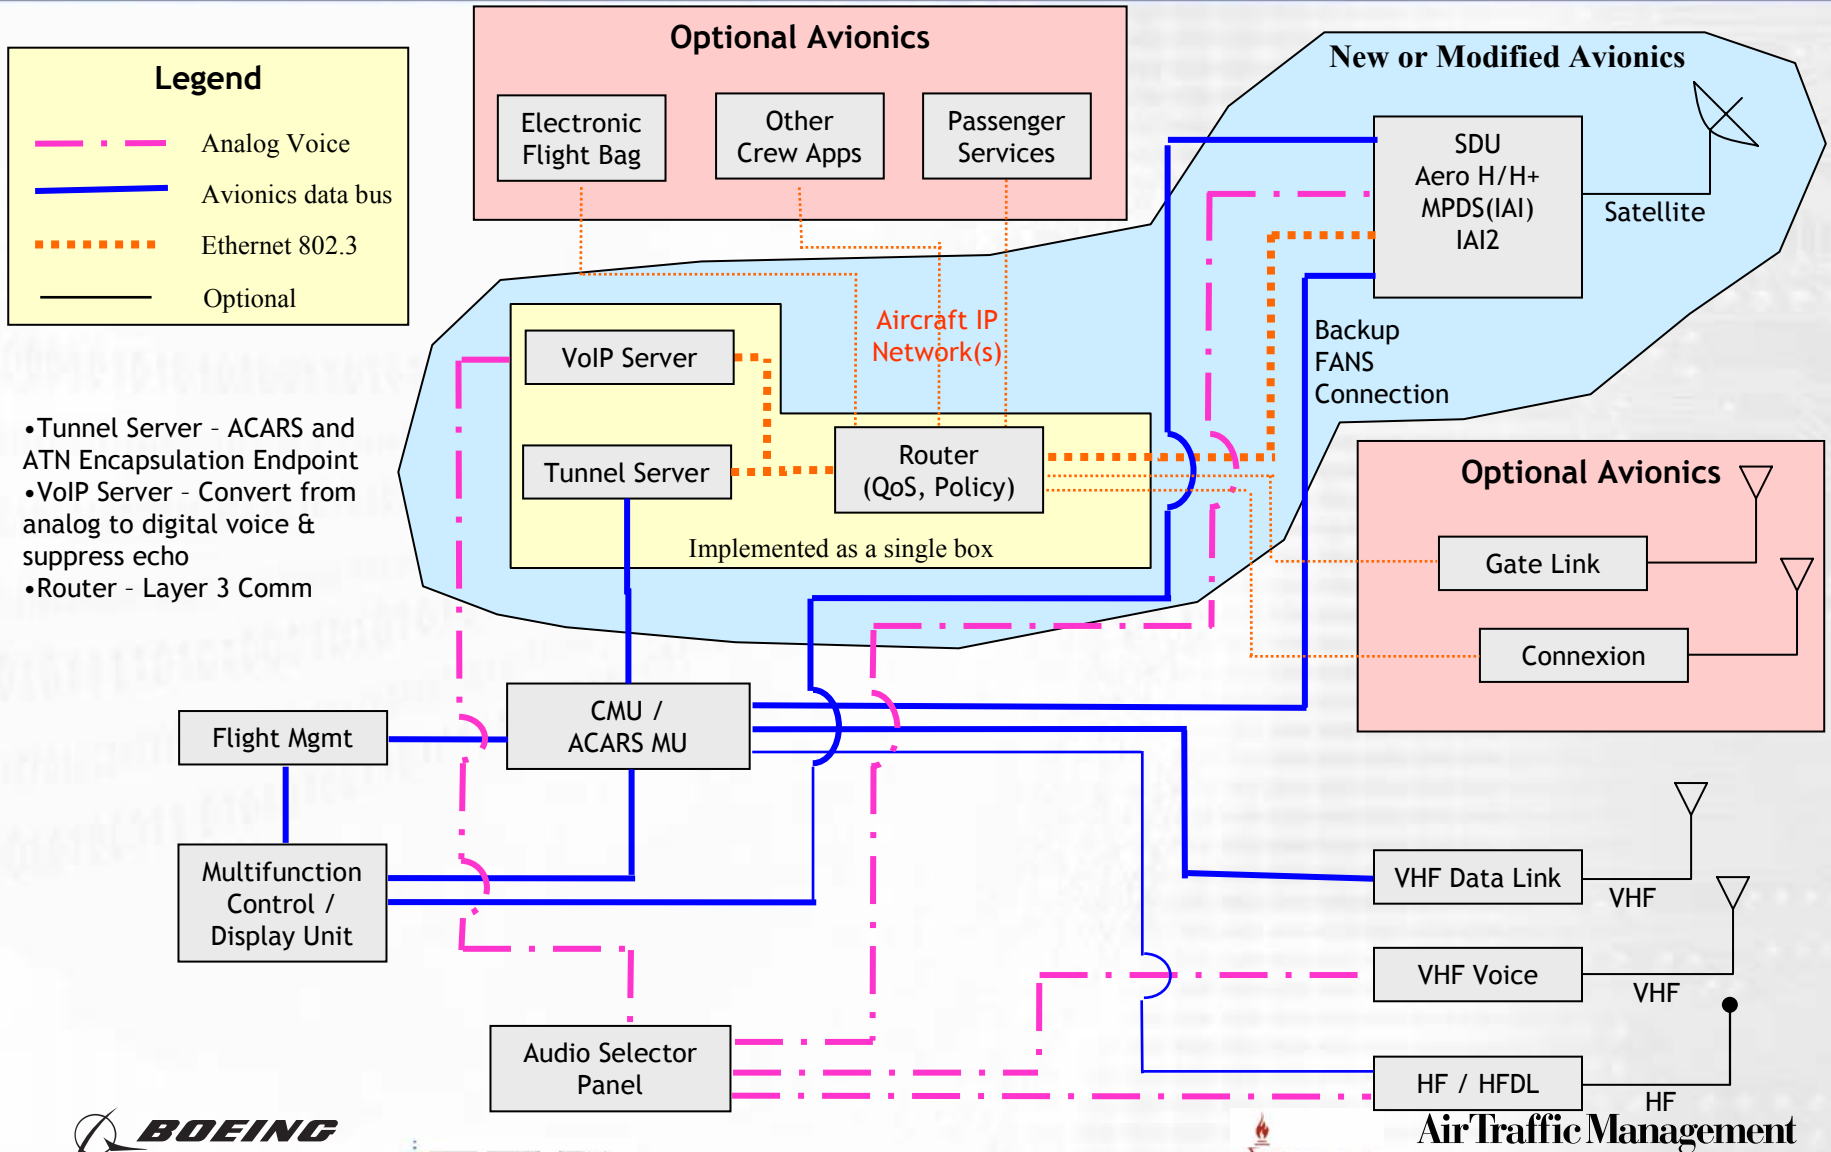 Optional Avionics
Electronic
Flight Bag
Other
Crew Apps
Passenger
Services
New or Modified Avionics
Legend
Analog Voice
Avionics data bus
Ethernet 802.3
Optional
SDU
Aero H/H+
MPDS(IAI)
IAI2
Satellite
Aircraft IP
Network(s)
Backup
FANS
Connection
VoIP Server
Tunnel Server
Router
(QoS, Policy)
Implemented as a single box
•Tunnel Server – ACARS and
ATN Encapsulation Endpoint
•VoIP Server – Convert from
analog to digital voice &
suppress echo
•Router – Layer 3 Comm
Optional Avionics
Gate Link
Connexion
Flight Mgmt
CMU /
ACARS MU
Multifunction
Control /
Display Unit
VHF Data Link
VHF
VHF Voice
VHF
Audio Selector
Panel
HF / HFDL
HF
BOEING
Air Traffic Management